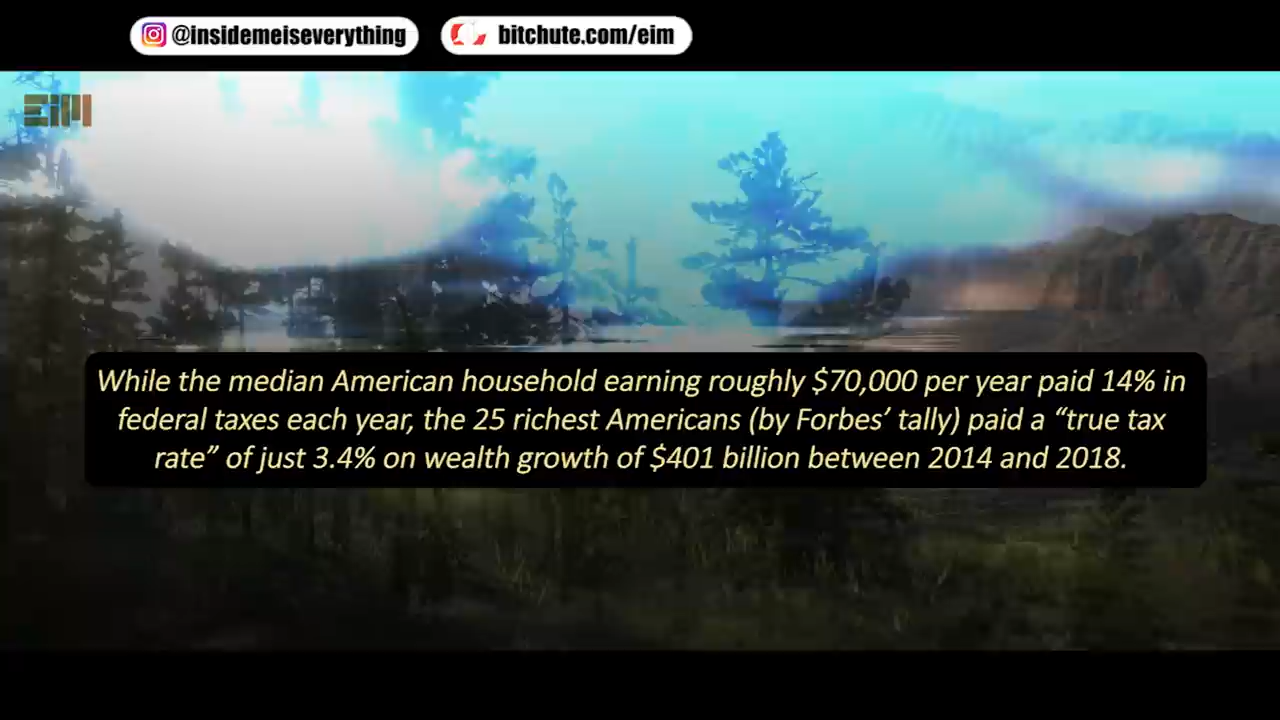 @insidemeiseverything
bitchute.com/eim
EiM
While the median American household earning roughly $70,000 per year paid 14% in
federal taxes each year, the 25 richest Americans (by Forbes’ tally) paid a “true tax
rate” of just 3.4% on wealth growth of $401 billion between 2014 and 2018.